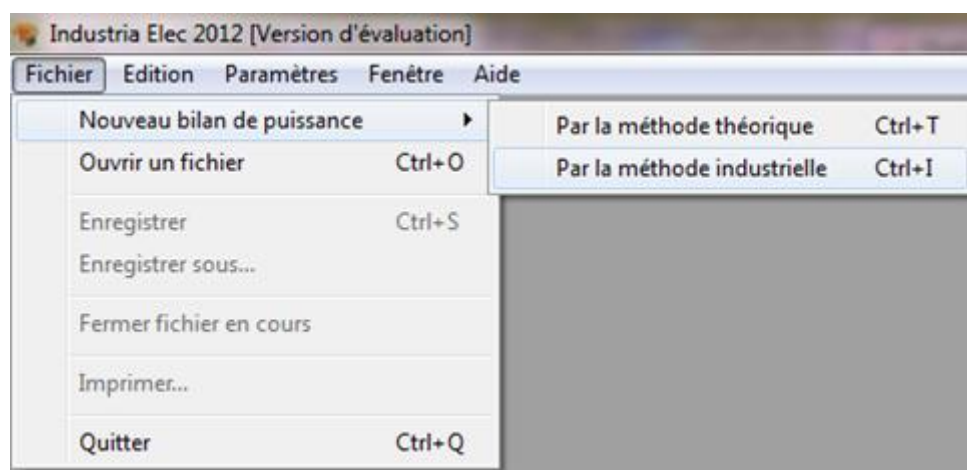 Industria Elec 2012 [Version d'évaluation]
Fichier Edition Paramètres Fenêtre Aide
Nouveau bilan de puissance
Par la méthode théorique Ctrl+T
Ouvrir un fichier Ctrl+O
Par la méthode industrielle Ctrl+I
Enregistrer Ctrl+S
Enregistrer sous...
Fermer fichier en cours
Imprimer...
Quitter Ctrl+Q